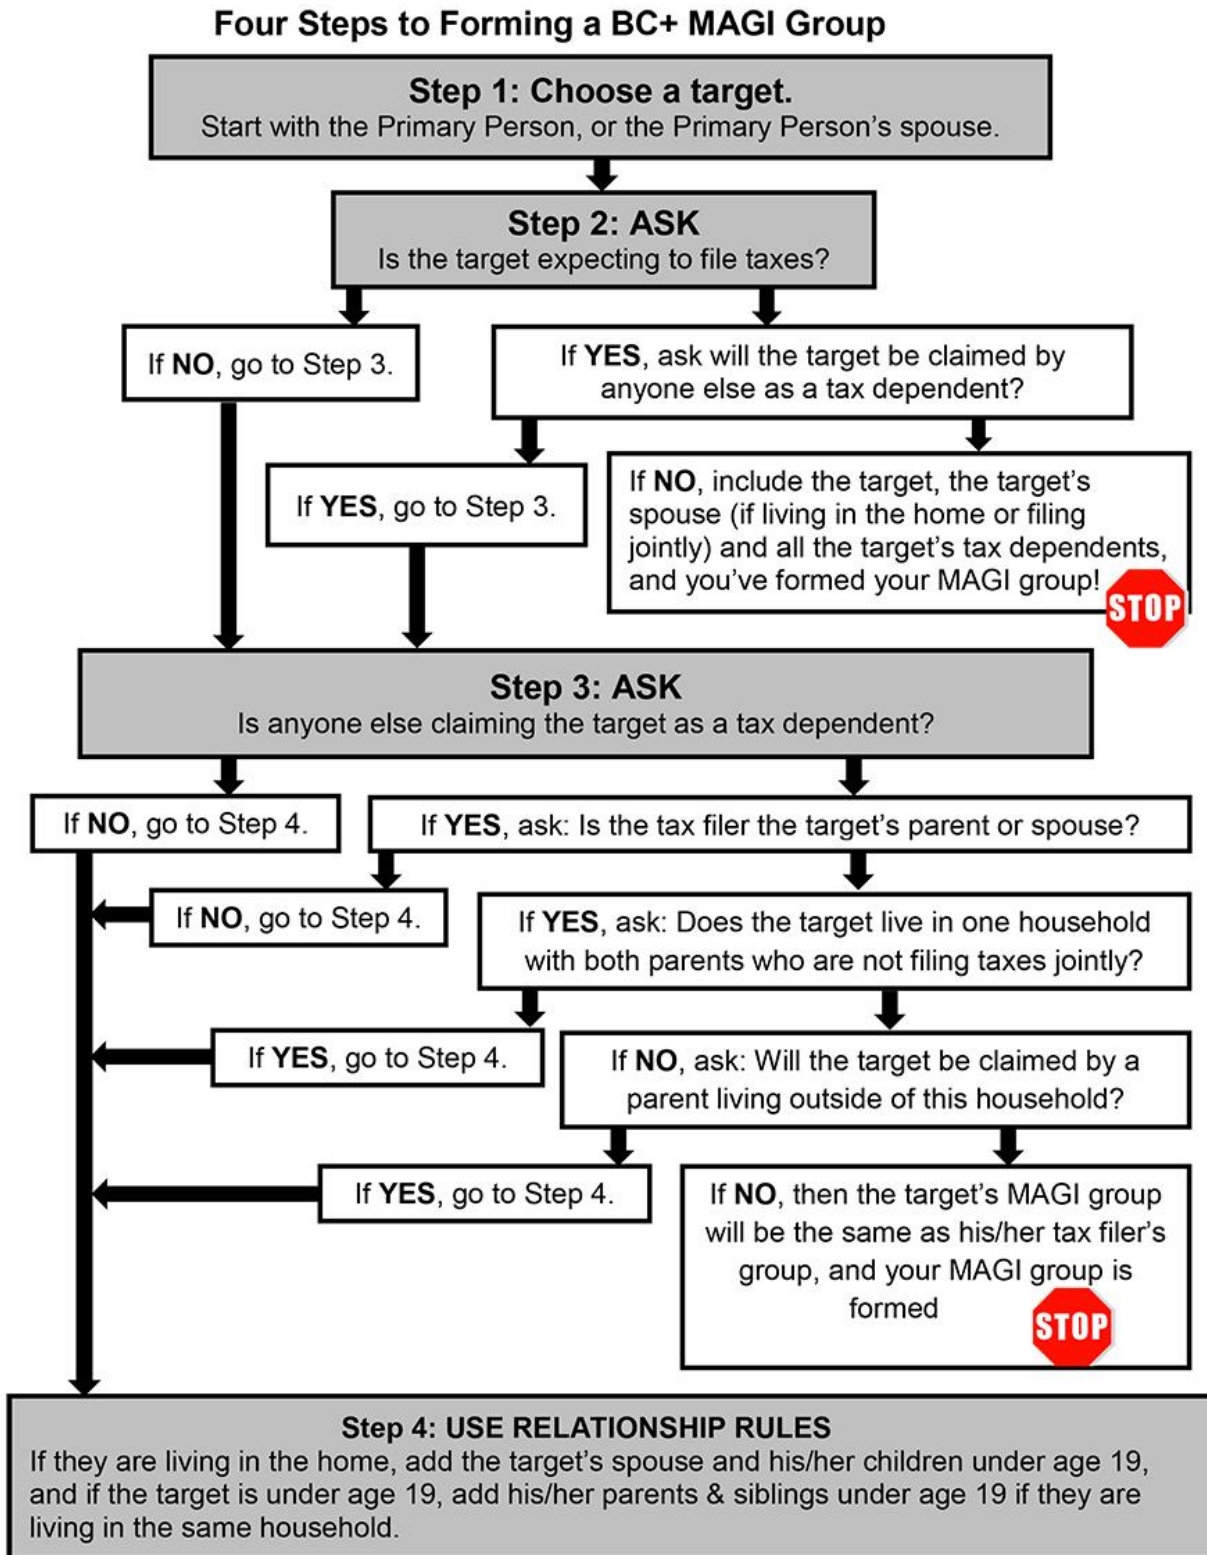 Four Steps to Forming a BC+ MAGI Group
Step 1: Choose a target.
Start with the Primary Person, or the Primary Person's spouse.
Step 2: ASK
Is the target expecting to file taxes?
If NO, go to Step 3.
If YES, ask will the target be claimed by
anyone else as a tax dependent?
If YES, go to Step 3.
If NO, include the target, the target's
spouse (if living in the home or filing
jointly) and all the target's tax dependents,
and you've formed your MAGI group!
STOP
Step 3: ASK
Is anyone else claiming the target as a tax dependent?
If NO, go to Step 4.
If YES, ask: Is the tax filer the target's parent or spouse?
If NO, go to Step 4.
If YES, ask: Does the target live in one household
with both parents who are not filing taxes jointly?
If YES, go to Step 4.
If NO, ask: Will the target be claimed by a
parent living outside of this household?
If YES, go to Step 4.
If NO, then the target's MAGI group
will be the same as his/her tax filer's
group, and your MAGI group is
formed
STOP
Step 4: USE RELATIONSHIP RULES
If they are living in the home, add the target's spouse and his/her children under age 19,
and if the target is under age 19, add his/her parents & siblings under age 19 if they are
living in the same household.